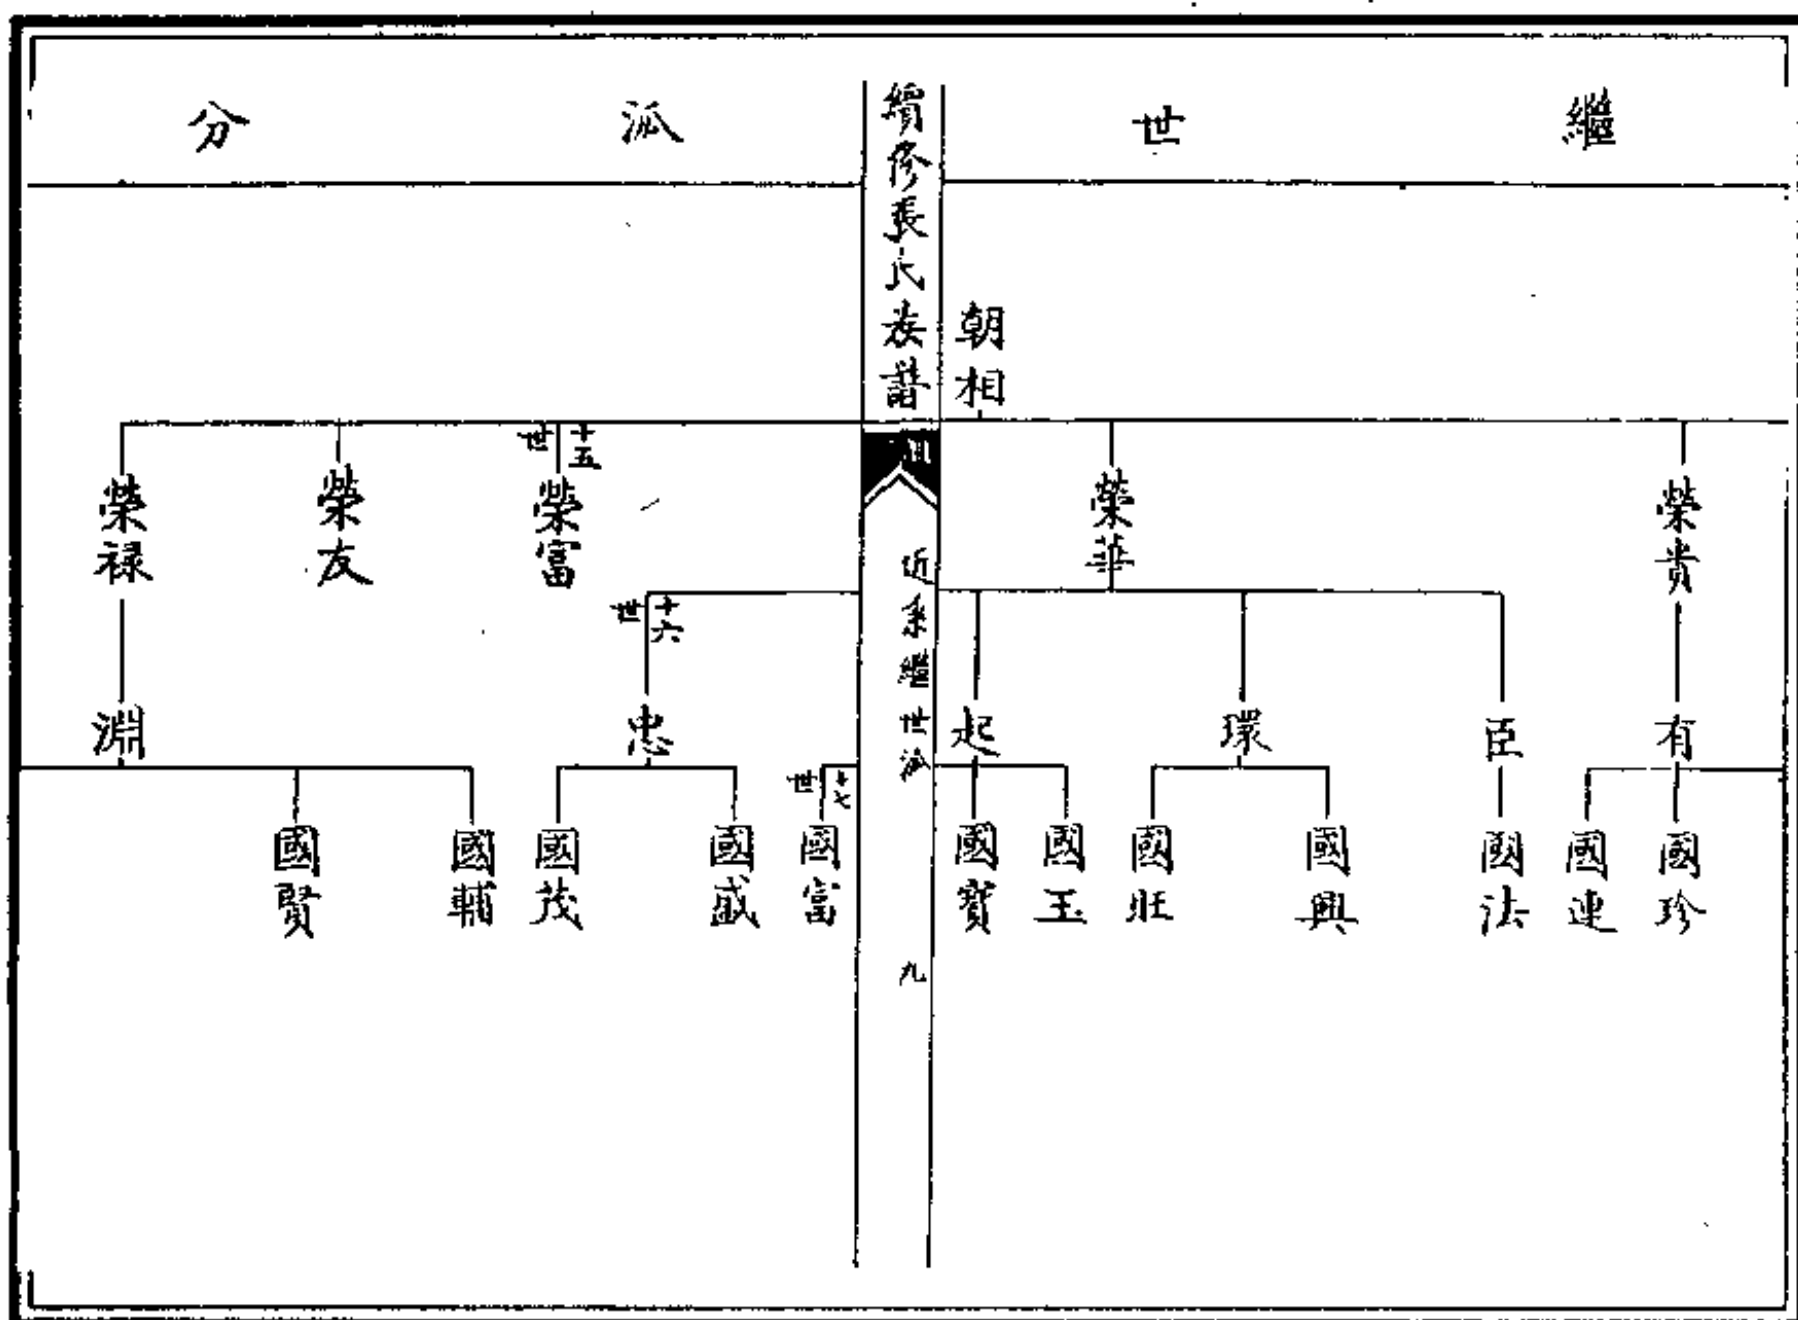 繼世
續修張氏族譜
近系繼世派
九
派分
朝相
榮貴
榮華
十五世
榮富
榮友
榮禄
有
臣
環
起
十六世
忠
淵
國珍
國連
國法
國興
國旺
國玉
國寶
十七世
國富
國盛
國茂
國輔
國賢